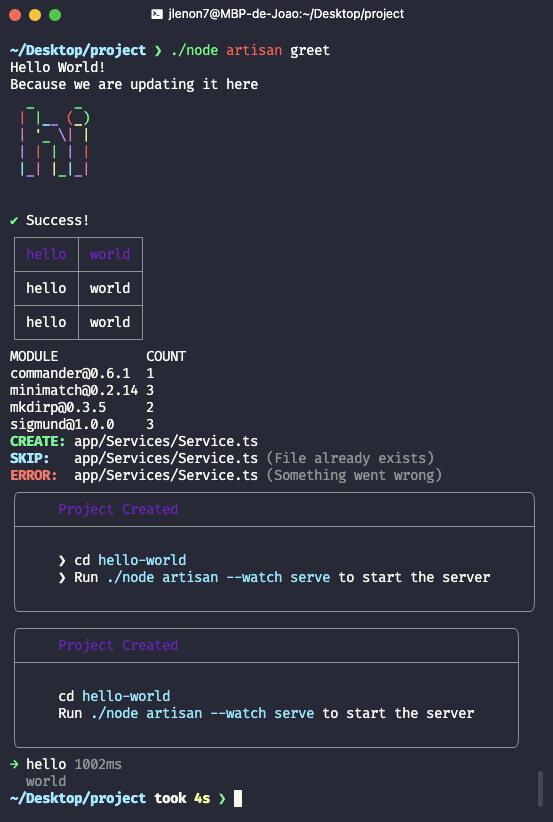 jlenon7@MBP-de-Joao:~/Desktop/project
~/Desktop/project ❯ ./node artisan greet
Hello World!
Because we are updating it here
hi
✔ Success!
hello world
hello world
hello world
MODULE COUNT
commander@0.6.1 1
minimatch@0.2.14 3
mkdirp@0.3.5 2
sigmund@1.0.0 3
CREATE: app/Services/Service.ts
SKIP: app/Services/Service.ts (File already exists)
ERROR: app/Services/Service.ts (Something went wrong)
Project Created
❯ cd hello-world
❯ Run ./node artisan --watch serve to start the server
Project Created
cd hello-world
Run ./node artisan --watch serve to start the server
→ hello 1002ms
world
~/Desktop/project took 4s ❯